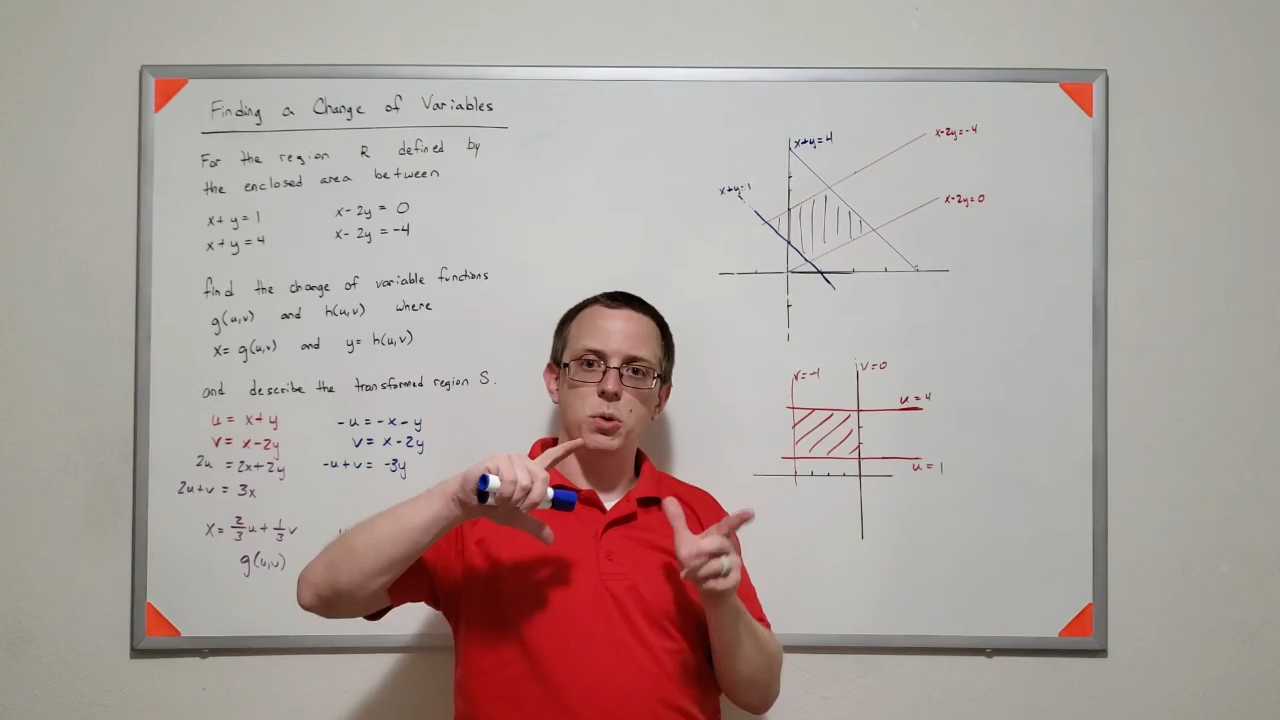 Finding a Change of Variables
For the region R defined by
the enclosed area between
x + y = 1 x - 2y = 0
x + y = 4 x - 2y = -4
find the change of variable functions
g(u,v) and h(u,v) where
x = g(u,v) and y = h(u,v)
and describe the transformed region S.
u = x + y -u = -x - y
v = x - 2y v = x - 2y
2u = 2x + 2y -u + v = -3y
2u + v = 3x
x = 2/3 u + 1/3 v
g(u,v)
x+y=4
x-2y=-4
x+y=1
x-2y=0
v=-1 v=0
u = 4
u = 1